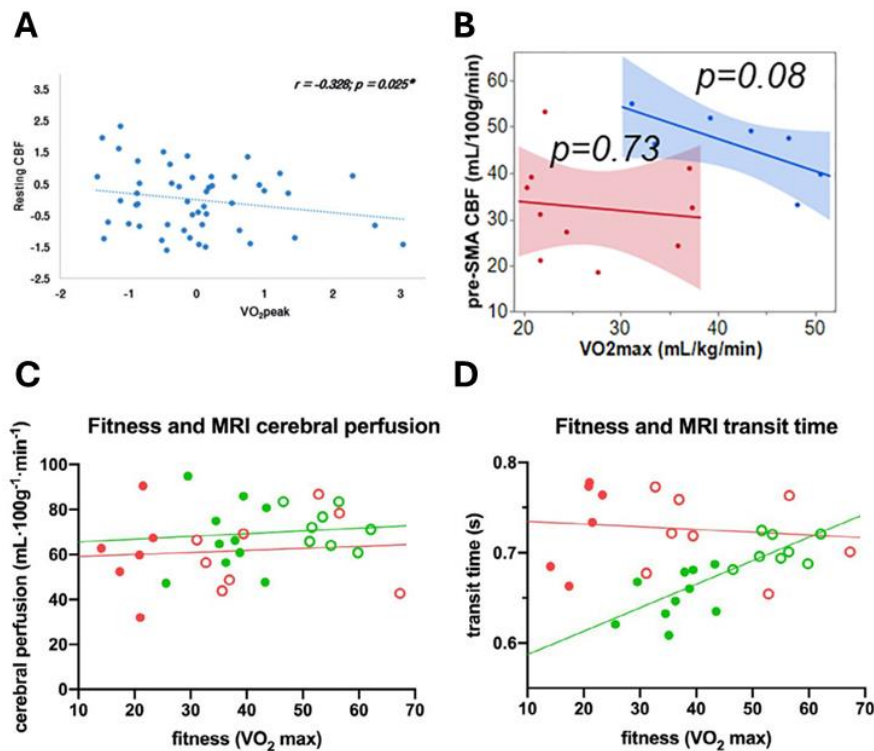 A
r = -0.328; p = 0.025*
Resting CBF
3.5
2.5
1.5
0.5
-0.5
-1.5
-2.5
-2 -1 0 1 2 3
VO₂peak
B
p=0.08
p=0.73
pre-SMA CBF (mL/100g/min)
60
50
40
30
20
10
20 30 40 50
VO2max (mL/kg/min)
C
Fitness and MRI cerebral perfusion
cerebral perfusion (mL·100g⁻¹·min⁻¹)
100
80
60
40
20
0
10 20 30 40 50 60 70
fitness (VO₂ max)
D
Fitness and MRI transit time
transit time (s)
0.8
0.7
0.6
10 20 30 40 50 60 70
fitness (VO₂ max)